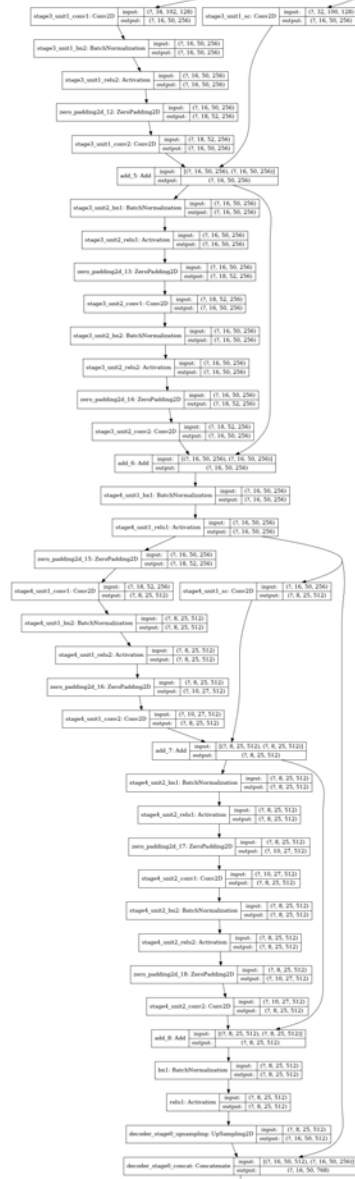 stage3_unit1_conv1: Conv2D input: (?, 34, 102, 128) output: (?, 16, 50, 256)
stage3_unit1_sc: Conv2D input: (?, 32, 100, 128) output: (?, 16, 50, 256)
stage3_unit1_bn2: BatchNormalization input: (?, 16, 50, 256) output: (?, 16, 50, 256)
stage3_unit1_relu2: Activation input: (?, 16, 50, 256) output: (?, 16, 50, 256)
zero_padding2d_12: ZeroPadding2D input: (?, 16, 50, 256) output: (?, 18, 52, 256)
stage3_unit1_conv2: Conv2D input: (?, 18, 52, 256) output: (?, 16, 50, 256)
add_5: Add input: [(?, 16, 50, 256), (?, 16, 50, 256)] output: (?, 16, 50, 256)
stage3_unit2_bn1: BatchNormalization input: (?, 16, 50, 256) output: (?, 16, 50, 256)
stage3_unit2_relu1: Activation input: (?, 16, 50, 256) output: (?, 16, 50, 256)
zero_padding2d_13: ZeroPadding2D input: (?, 16, 50, 256) output: (?, 18, 52, 256)
stage3_unit2_conv1: Conv2D input: (?, 18, 52, 256) output: (?, 16, 50, 256)
stage3_unit2_bn2: BatchNormalization input: (?, 16, 50, 256) output: (?, 16, 50, 256)
stage3_unit2_relu2: Activation input: (?, 16, 50, 256) output: (?, 16, 50, 256)
zero_padding2d_14: ZeroPadding2D input: (?, 16, 50, 256) output: (?, 18, 52, 256)
stage3_unit2_conv2: Conv2D input: (?, 18, 52, 256) output: (?, 16, 50, 256)
add_6: Add input: [(?, 16, 50, 256), (?, 16, 50, 256)] output: (?, 16, 50, 256)
stage4_unit1_bn1: BatchNormalization input: (?, 16, 50, 256) output: (?, 16, 50, 256)
stage4_unit1_relu1: Activation input: (?, 16, 50, 256) output: (?, 16, 50, 256)
zero_padding2d_15: ZeroPadding2D input: (?, 16, 50, 256) output: (?, 18, 52, 256)
stage4_unit1_conv1: Conv2D input: (?, 18, 52, 256) output: (?, 8, 25, 512)
stage4_unit1_sc: Conv2D input: (?, 16, 50, 256) output: (?, 8, 25, 512)
stage4_unit1_bn2: BatchNormalization input: (?, 8, 25, 512) output: (?, 8, 25, 512)
stage4_unit1_relu2: Activation input: (?, 8, 25, 512) output: (?, 8, 25, 512)
zero_padding2d_16: ZeroPadding2D input: (?, 8, 25, 512) output: (?, 10, 27, 512)
stage4_unit1_conv2: Conv2D input: (?, 10, 27, 512) output: (?, 8, 25, 512)
add_7: Add input: [(?, 8, 25, 512), (?, 8, 25, 512)] output: (?, 8, 25, 512)
stage4_unit2_bn1: BatchNormalization input: (?, 8, 25, 512) output: (?, 8, 25, 512)
stage4_unit2_relu1: Activation input: (?, 8, 25, 512) output: (?, 8, 25, 512)
zero_padding2d_17: ZeroPadding2D input: (?, 8, 25, 512) output: (?, 10, 27, 512)
stage4_unit2_conv1: Conv2D input: (?, 10, 27, 512) output: (?, 8, 25, 512)
stage4_unit2_bn2: BatchNormalization input: (?, 8, 25, 512) output: (?, 8, 25, 512)
stage4_unit2_relu2: Activation input: (?, 8, 25, 512) output: (?, 8, 25, 512)
zero_padding2d_18: ZeroPadding2D input: (?, 8, 25, 512) output: (?, 10, 27, 512)
stage4_unit2_conv2: Conv2D input: (?, 10, 27, 512) output: (?, 8, 25, 512)
add_8: Add input: [(?, 8, 25, 512), (?, 8, 25, 512)] output: (?, 8, 25, 512)
bn1: BatchNormalization input: (?, 8, 25, 512) output: (?, 8, 25, 512)
relu1: Activation input: (?, 8, 25, 512) output: (?, 8, 25, 512)
decoder_stage0_upsampling: UpSampling2D input: (?, 8, 25, 512) output: (?, 16, 50, 512)
decoder_stage0_concat: Concatenate input: [(?, 16, 50, 512), (?, 16, 50, 256)] output: (?, 16, 50, 768)